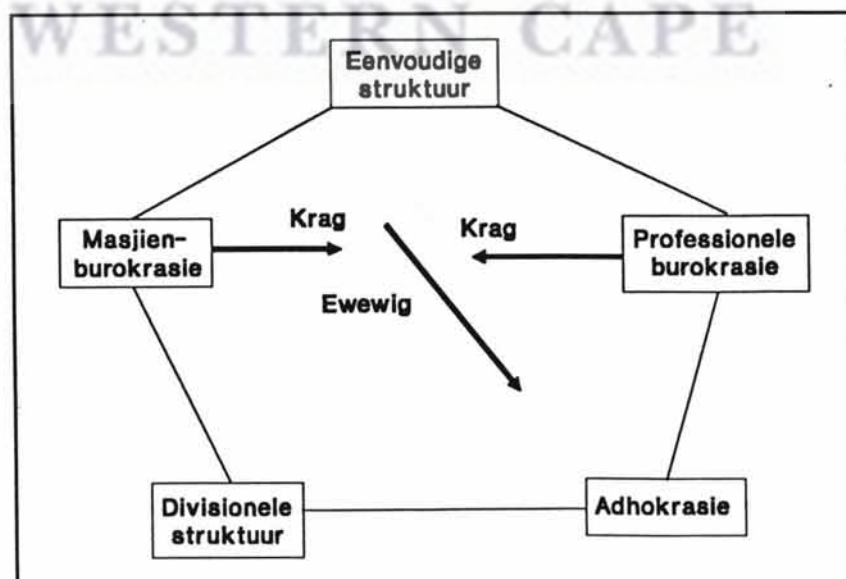 WESTERN CAPE
Eenvoudige
struktuur
Krag
Krag
Masjien-
burokrasie
Professionele
burokrasie
Ewewig
Divisionele
struktuur
Adhokrasie